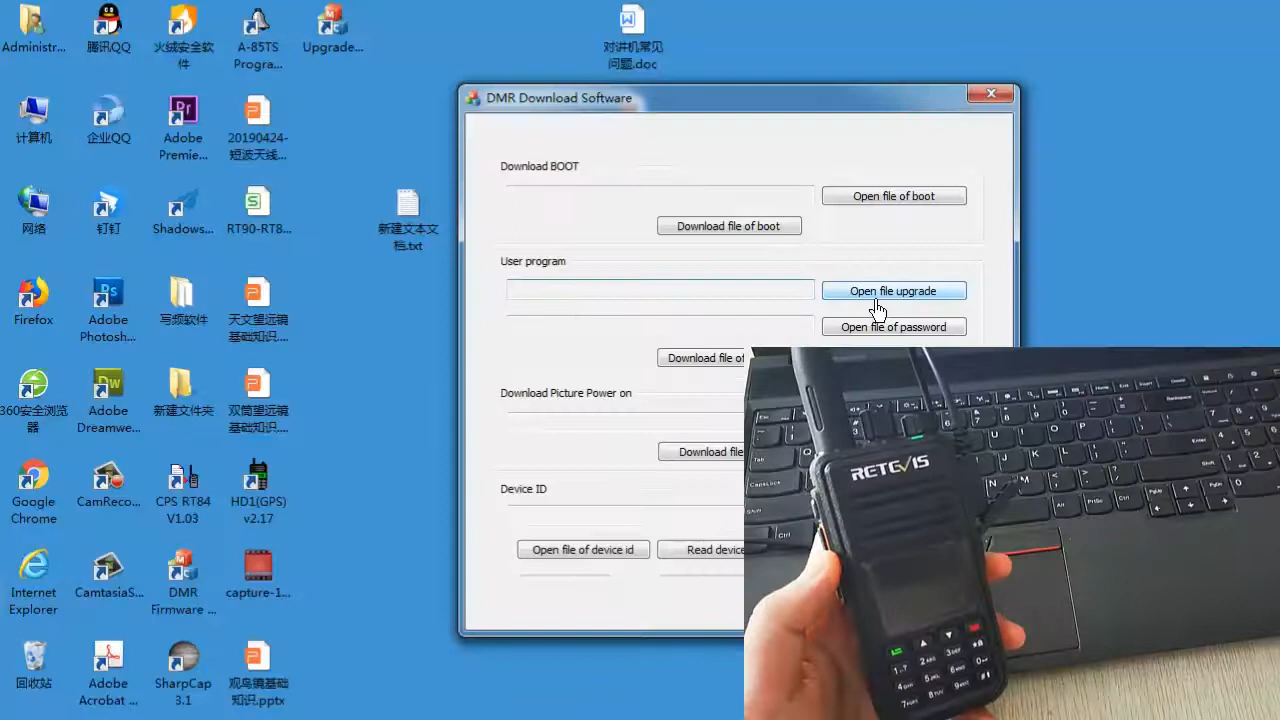 Administr...
腾讯QQ
火绒安全软
件
A-85TS
Progra...
Upgrade...
对讲机常见
问题.doc
计算机
企业QQ
Adobe
Premie...
20190424-
短波天线...
网络
钉钉
Shadows...
RT90-RT8...
新建文本文
档.txt
Firefox
Adobe
Photosh...
写频软件
天文望远镜
基础知识....
360安全浏览
器
Adobe
Dreamwe...
新建文件夹
双筒望远镜
基础知识....
Google
Chrome
CamReco...
CPS RT84
V1.03
HD1(GPS)
v2.17
Internet
Explorer
CamtasiaS...
DMR
Firmware ...
capture-1...
回收站
Adobe
Acrobat ...
SharpCap
3.1
观鸟镜基础
知识.pptx
DMR Download Software
Download BOOT
Open file of boot
Download file of boot
User program
Open file upgrade
Open file of password
Download file of
Download Picture Power on
Download file
Device ID
Open file of device id
Read device
RETEVIS